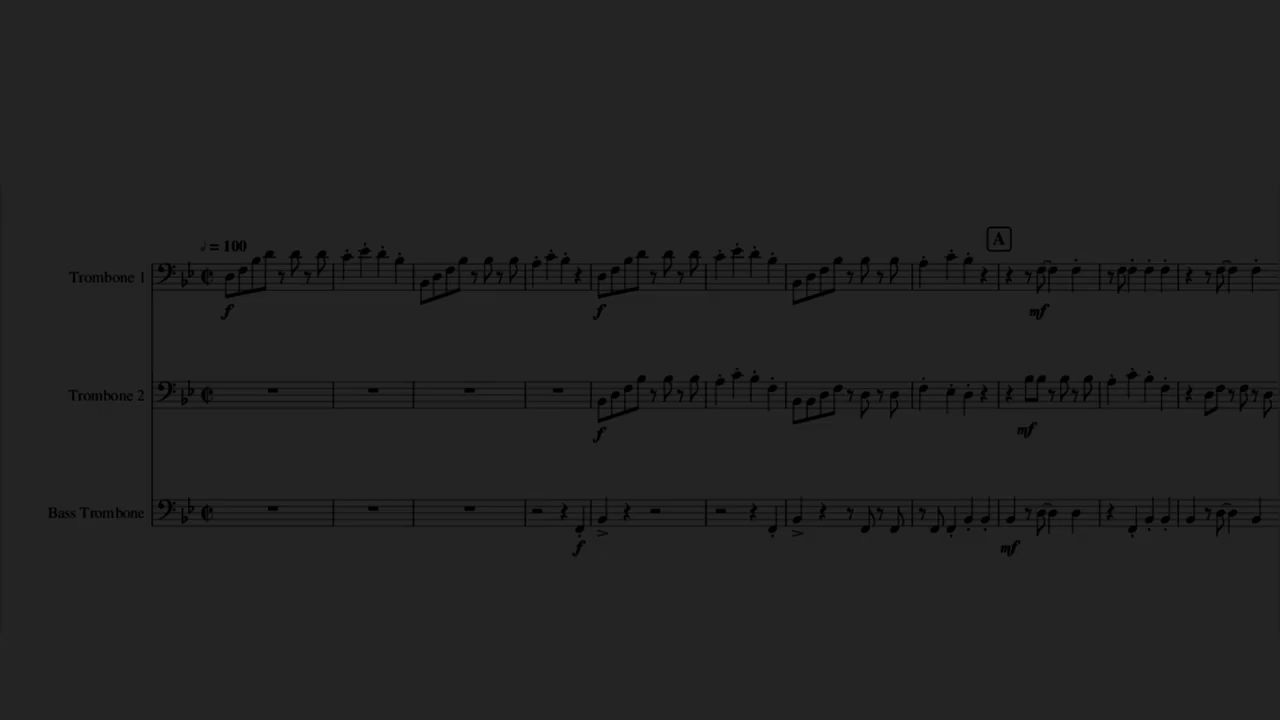 𝅗𝅥 = 100
A
Trombone 1
f
f
mf
Trombone 2
f
mf
Bass Trombone
f
mf